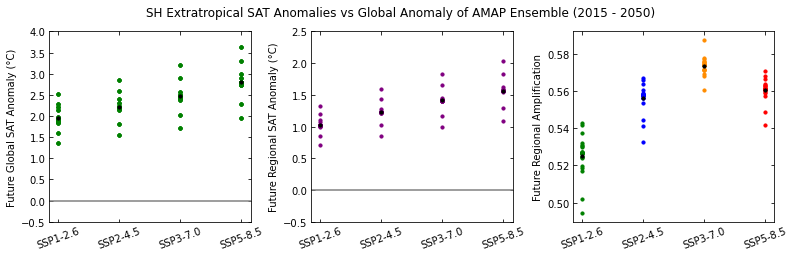 SH Extratropical SAT Anomalies vs Global Anomaly of AMAP Ensemble (2015 - 2050)
Future Global SAT Anomaly (°C)
4.0
3.5
3.0
2.5
2.0
1.5
1.0
0.5
0.0
−0.5
SSP1-2.6
SSP2-4.5
SSP3-7.0
SSP5-8.5
Future Regional SAT Anomaly (°C)
2.5
2.0
1.5
1.0
0.5
0.0
−0.5
SSP1-2.6
SSP2-4.5
SSP3-7.0
SSP5-8.5
Future Regional Amplification
0.58
0.56
0.54
0.52
0.50
SSP1-2.6
SSP2-4.5
SSP3-7.0
SSP5-8.5